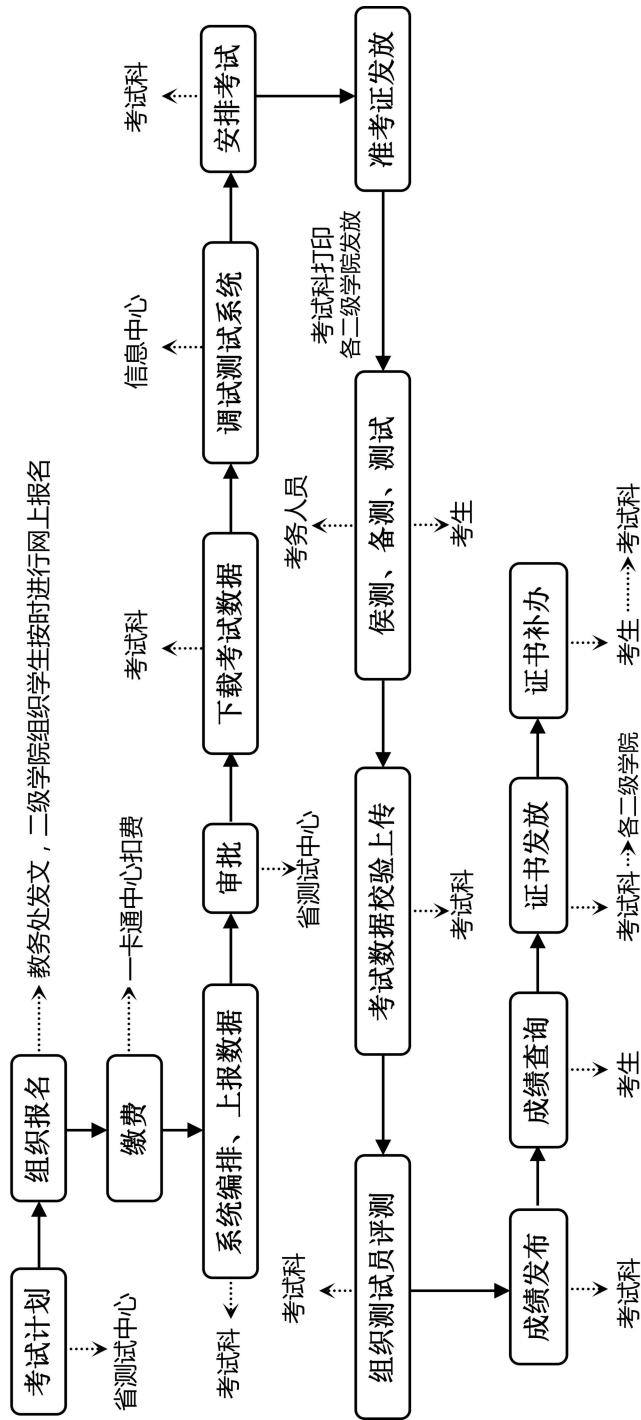 考试计划
省测试中心
组织报名
教务处发文，二级学院组织学生按时进行网上报名
缴费
一卡通中心扣费
系统编排、上报数据
考试科
审批
省测试中心
下载考试数据
考试科
调试测试系统
信息中心
安排考试
考试科
准考证发放
考试科打印
各二级学院发放
侯测、备测、测试
考务人员
考生
考试数据校验上传
考试科
组织测试员评测
考试科
成绩发布
考试科
成绩查询
考生
证书发放
考试科
各二级学院
证书补办
考生
考试科